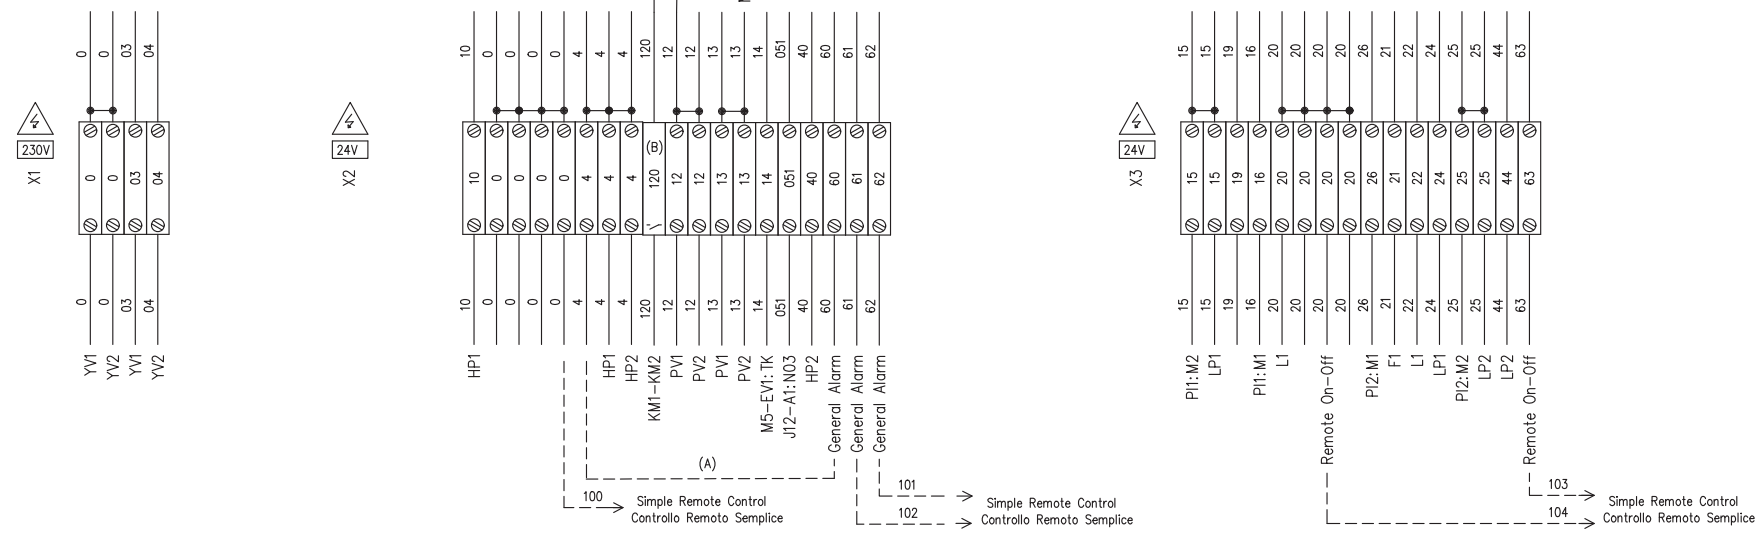 0 0 03 04
10 0 0 0 0 4 4 4 120 12 12 13 13 14 051 40 60 61 62
15 15 19 16 20 20 20 20 26 21 22 24 25 25 44 63
230V
X1
0 0 03 04
24V
X2
(B)
10 0 0 0 0 4 4 4 120 12 12 13 13 14 051 40 60 61 62
24V
X3
15 15 19 16 20 20 20 20 26 21 22 24 25 25 44 63
0 0 03 04
10 0 0 0 0 4 4 4 120 12 12 13 13 14 051 40 60 61 62
15 15 19 16 20 20 20 20 26 21 22 24 25 25 44 63
YV1
YV2
YV1
YV2
HP1
HP1
HP2
KM1-KM2
PV1
PV2
PV1
PV2
M5-EV1:TK
J12-A1:NO3
HP2
General Alarm
General Alarm
General Alarm
PI1:M2
LP1
PI1:M1
L1
Remote On-Off
PI2:M1
F1
L1
LP1
PI2:M2
LP2
LP2
Remote On-Off
(A)
100
Simple Remote Control
Controllo Remoto Semplice
101
102
Simple Remote Control
Controllo Remoto Semplice
103
104
Simple Remote Control
Controllo Remoto Semplice